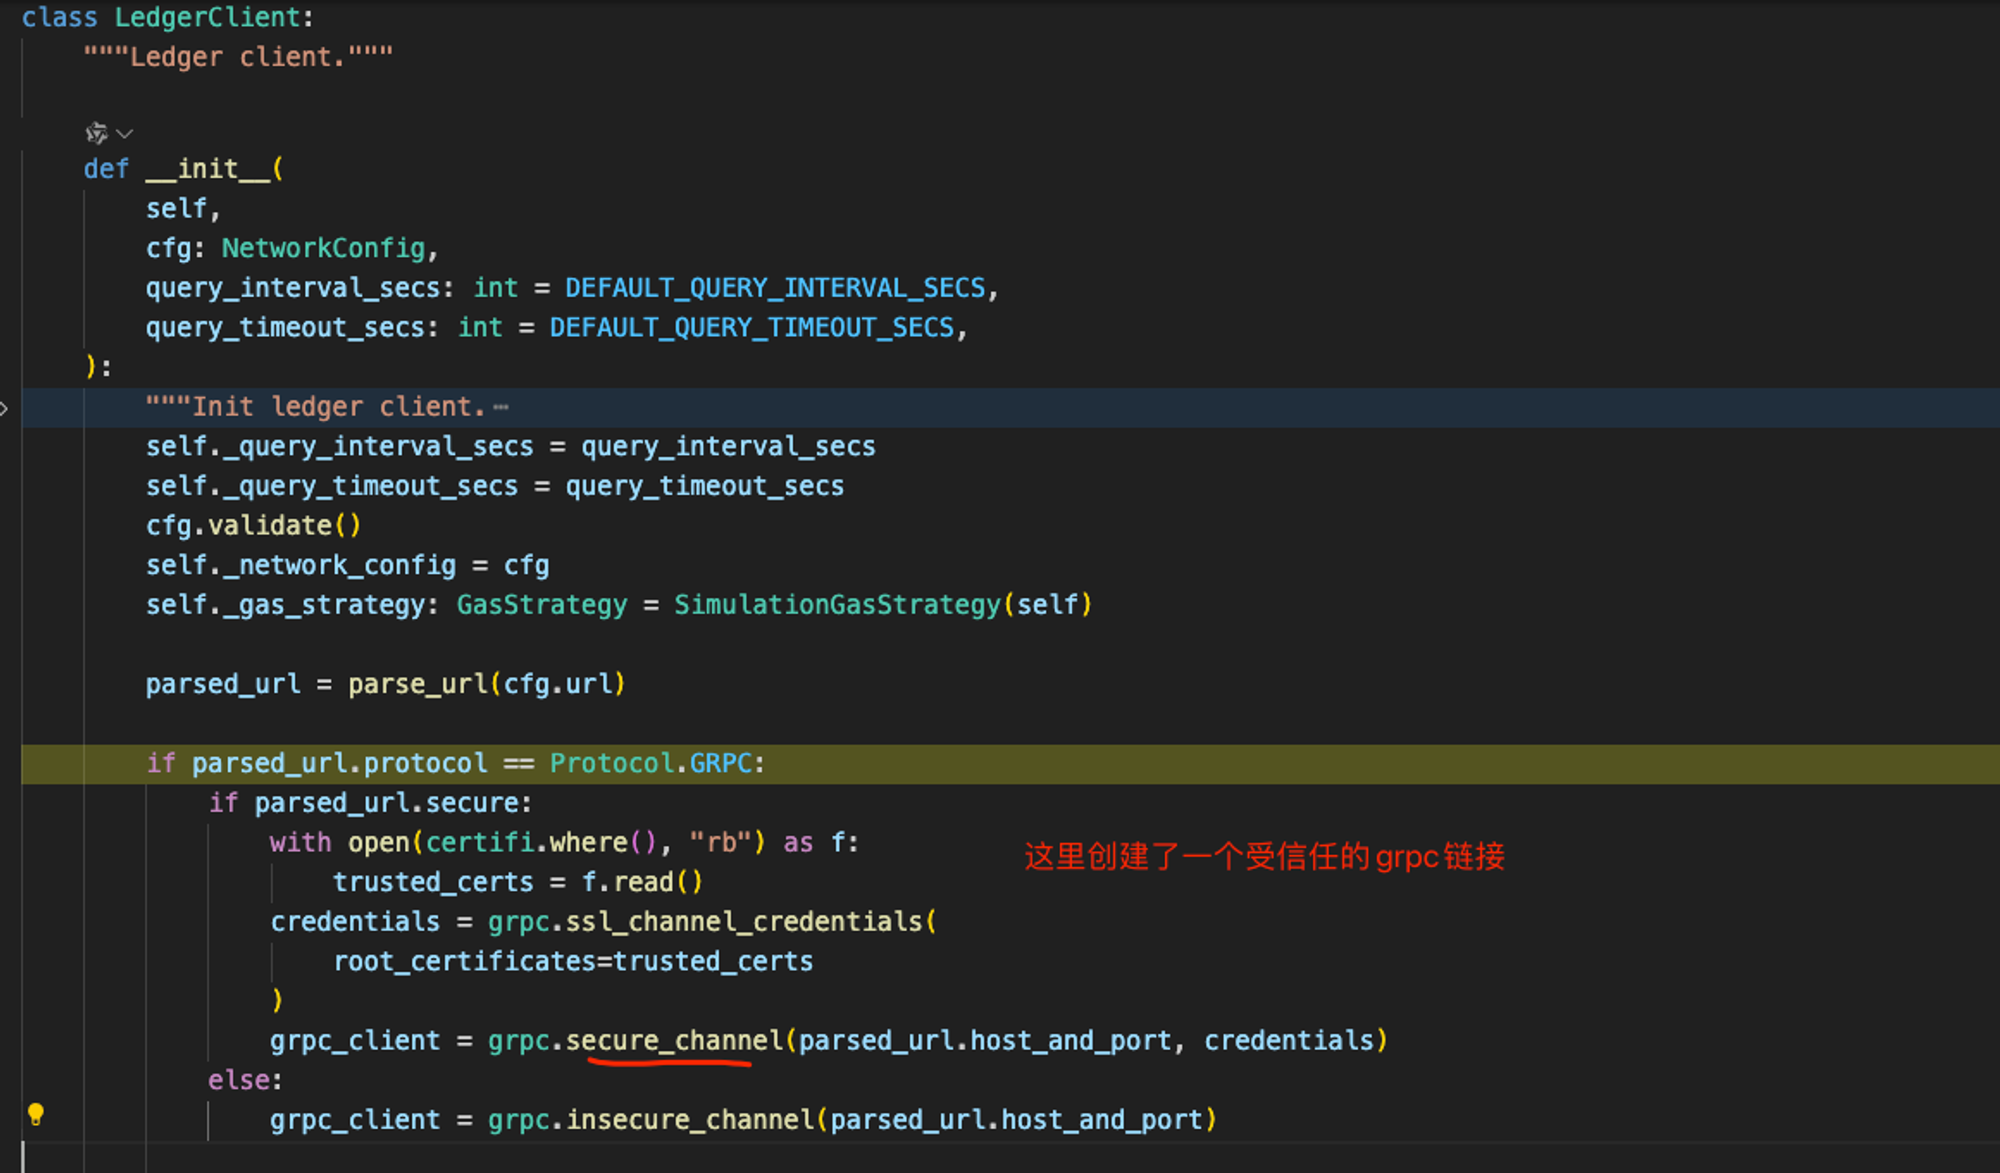 class LedgerClient:
"""Ledger client."""
def __init__(
self,
cfg: NetworkConfig,
query_interval_secs: int = DEFAULT_QUERY_INTERVAL_SECS,
query_timeout_secs: int = DEFAULT_QUERY_TIMEOUT_SECS,
):
"""Init ledger client. ⋯
self._query_interval_secs = query_interval_secs
self._query_timeout_secs = query_timeout_secs
cfg.validate()
self._network_config = cfg
self._gas_strategy: GasStrategy = SimulationGasStrategy(self)
parsed_url = parse_url(cfg.url)
if parsed_url.protocol == Protocol.GRPC:
if parsed_url.secure:
with open(certifi.where(), "rb") as f:
这里创建了一个受信任的 grpc 链接
trusted_certs = f.read()
credentials = grpc.ssl_channel_credentials(
root_certificates=trusted_certs
)
grpc_client = grpc.secure_channel(parsed_url.host_and_port, credentials)
else:
grpc_client = grpc.insecure_channel(parsed_url.host_and_port)